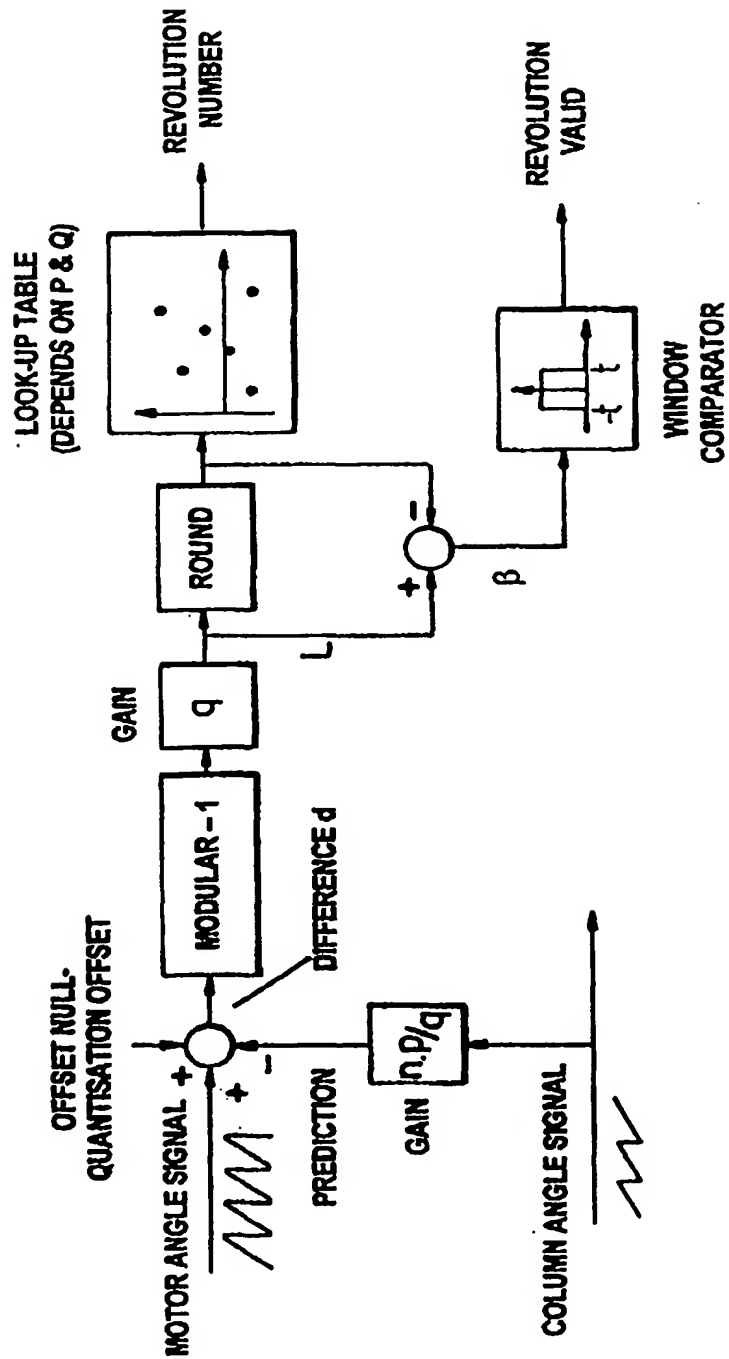 OFFSET NULL-
QUANTISATION OFFSET
MOTOR ANGLE SIGNAL
+
+
-
PREDICTION
GAIN
n.p/q
COLUMN ANGLE SIGNAL
DIFFERENCE d
MODULAR-1
GAIN
q
ROUND
L
+
-
β
LOOK-UP TABLE
(DEPENDS ON P & Q)
REVOLUTION
NUMBER
-t
t
WINDOW
COMPARATOR
REVOLUTION
VALID